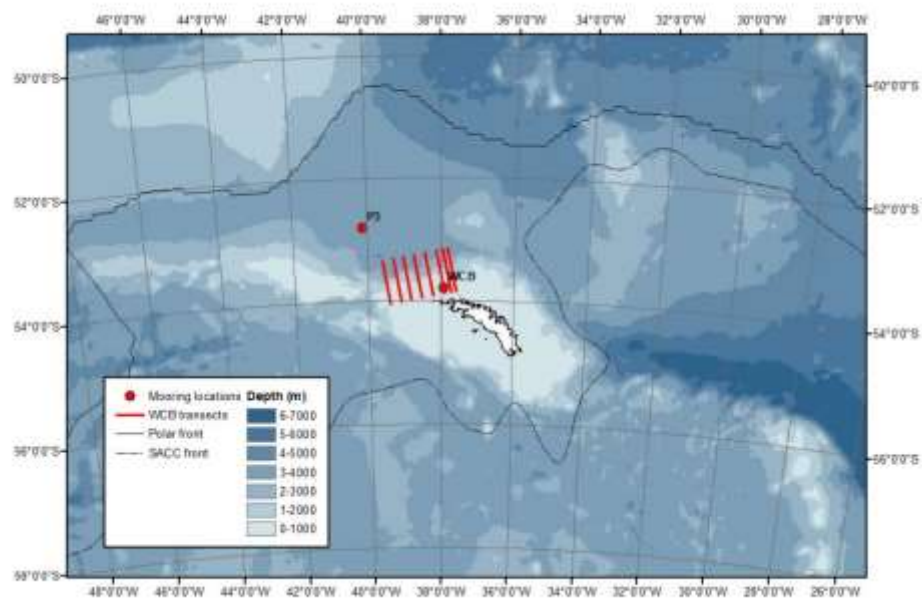 46°0'0"W 44°0'0"W 42°0'0"W 40°0'0"W 38°0'0"W 36°0'0"W 34°0'0"W 32°0'0"W 30°0'0"W 28°0'0"W
50°0'0"S
50°0'0"S
52°0'0"S
52°0'0"S
P3
WCB
54°0'0"S
54°0'0"S
Mooring locations
WCB transects
Polar front
SACC front
Depth (m)
6-7000
5-6000
4-5000
3-4000
2-3000
1-2000
0-1000
56°0'0"S
56°0'0"S
58°0'0"S
48°0'0"W 44°0'0"W 42°0'0"W 40°0'0"W 38°0'0"W 36°0'0"W 34°0'0"W 32°0'0"W 30°0'0"W 28°0'0"W 26°0'0"W